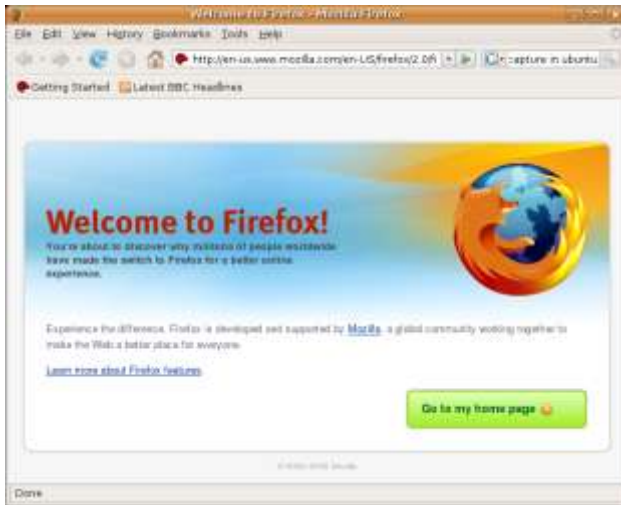 Welcome to Firefox - Mozilla Firefox
File Edit View History Bookmarks Tools Help
http://en-us.www.mozilla.com/en-US/firefox/2.0/fi capture in ubuntu
Getting Started Latest BBC Headlines
Welcome to Firefox!
You're about to discover why millions of people worldwide
have made the switch to Firefox for a better online
experience.
Experience the difference. Firefox is developed and supported by Mozilla, a global community working together to
make the Web a better place for everyone.
Learn more about Firefox features.
Go to my home page
Done